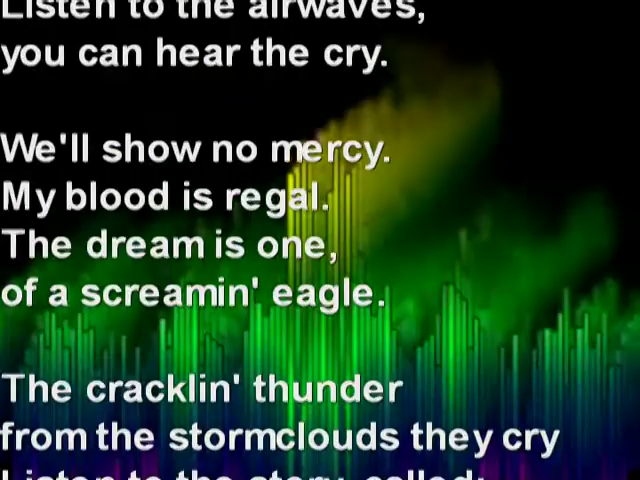 Listen to the airwaves,
you can hear the cry.
We'll show no mercy.
My blood is regal.
The dream is one,
of a screamin' eagle.
The cracklin' thunder
from the stormclouds they cry
Listen to the story, called: